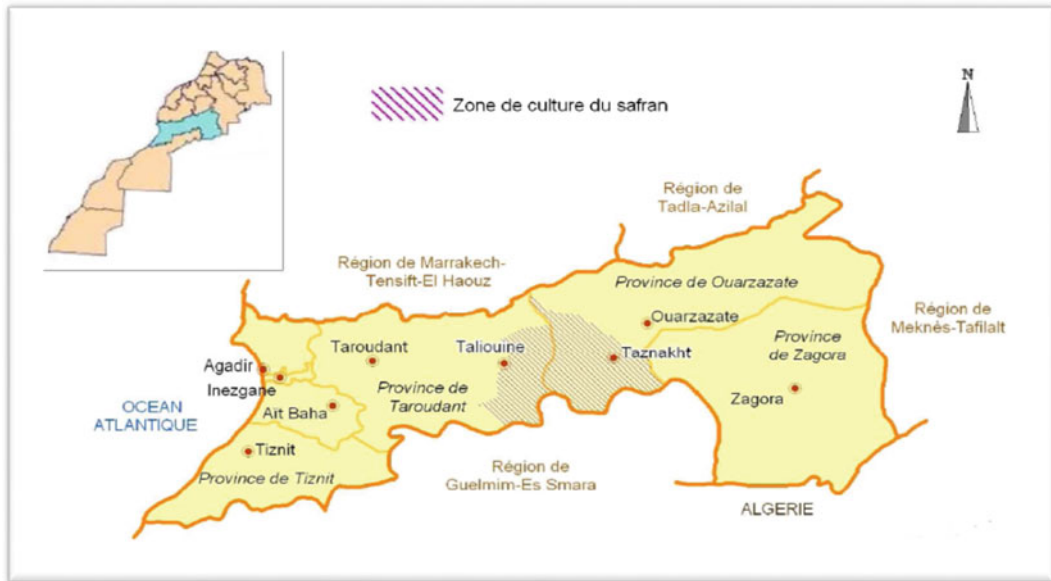 N
Zone de culture du safran
Région de
Tadla-Azilal
Région de Marrakech-
Tensift-El Haouz
Province de Ouarzazate
Région de
Meknès-Tafilalt
Ouarzazate
Province
de Zagora
Taroudant
Taliouine
Taznakht
Agadir
Inezgane
Province de
Taroudant
Zagora
OCEAN
ATLANTIQUE
Aït Baha
Tiznit
Région de
Guelmim-Es Smara
Province de Tiznit
ALGERIE